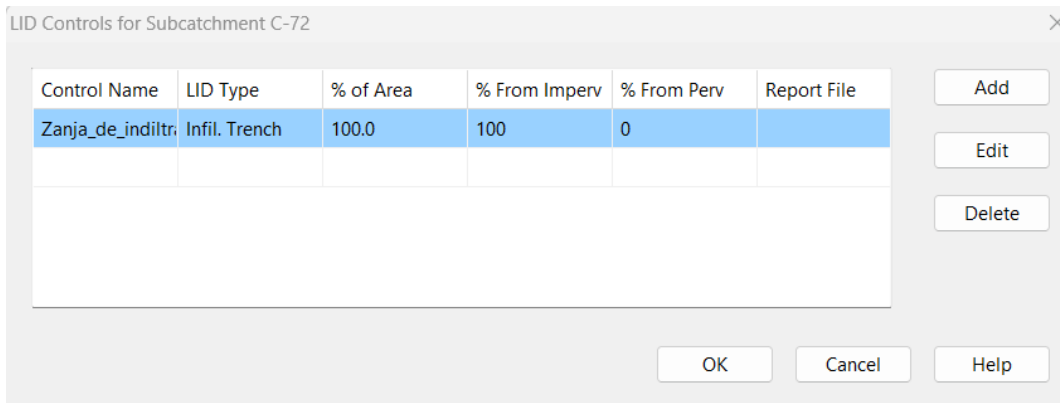 LID Controls for Subcatchment C-72
Control Name LID Type % of Area % From Imperv % From Perv Report File
Zanja_de_indiltra Infil. Trench 100.0 100 0
Add
Edit
Delete
OK Cancel Help